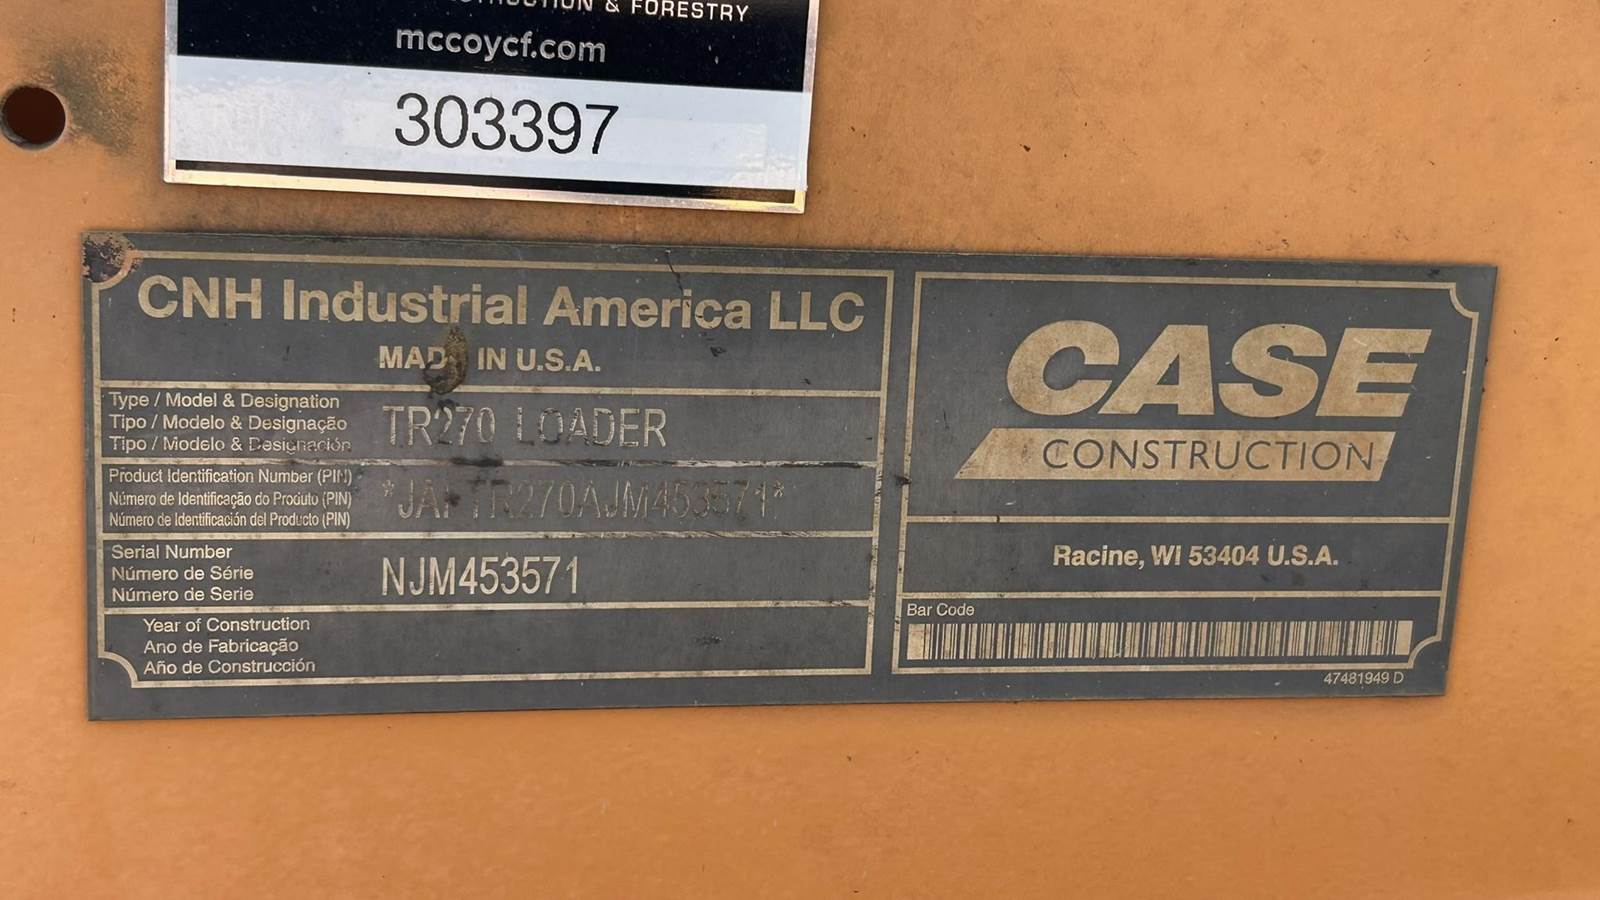 & FORESTRY
mccoycf.com
303397
CNH Industrial America LLC
MADE IN U.S.A.
Type / Model & Designation
Tipo / Modelo & Designação
Tipo / Modelo & Designación
TR270 LOADER
Product Identification Number (PIN)
Número de Identificação do Produto (PIN)
Número de Identificación del Producto (PIN)
*JAFTR270AJM453571*
Serial Number
Número de Série
Número de Serie
NJM453571
Year of Construction
Ano de Fabricação
Año de Construcción
CASE
CONSTRUCTION
Racine, WI 53404 U.S.A.
Bar Code
47481949 D